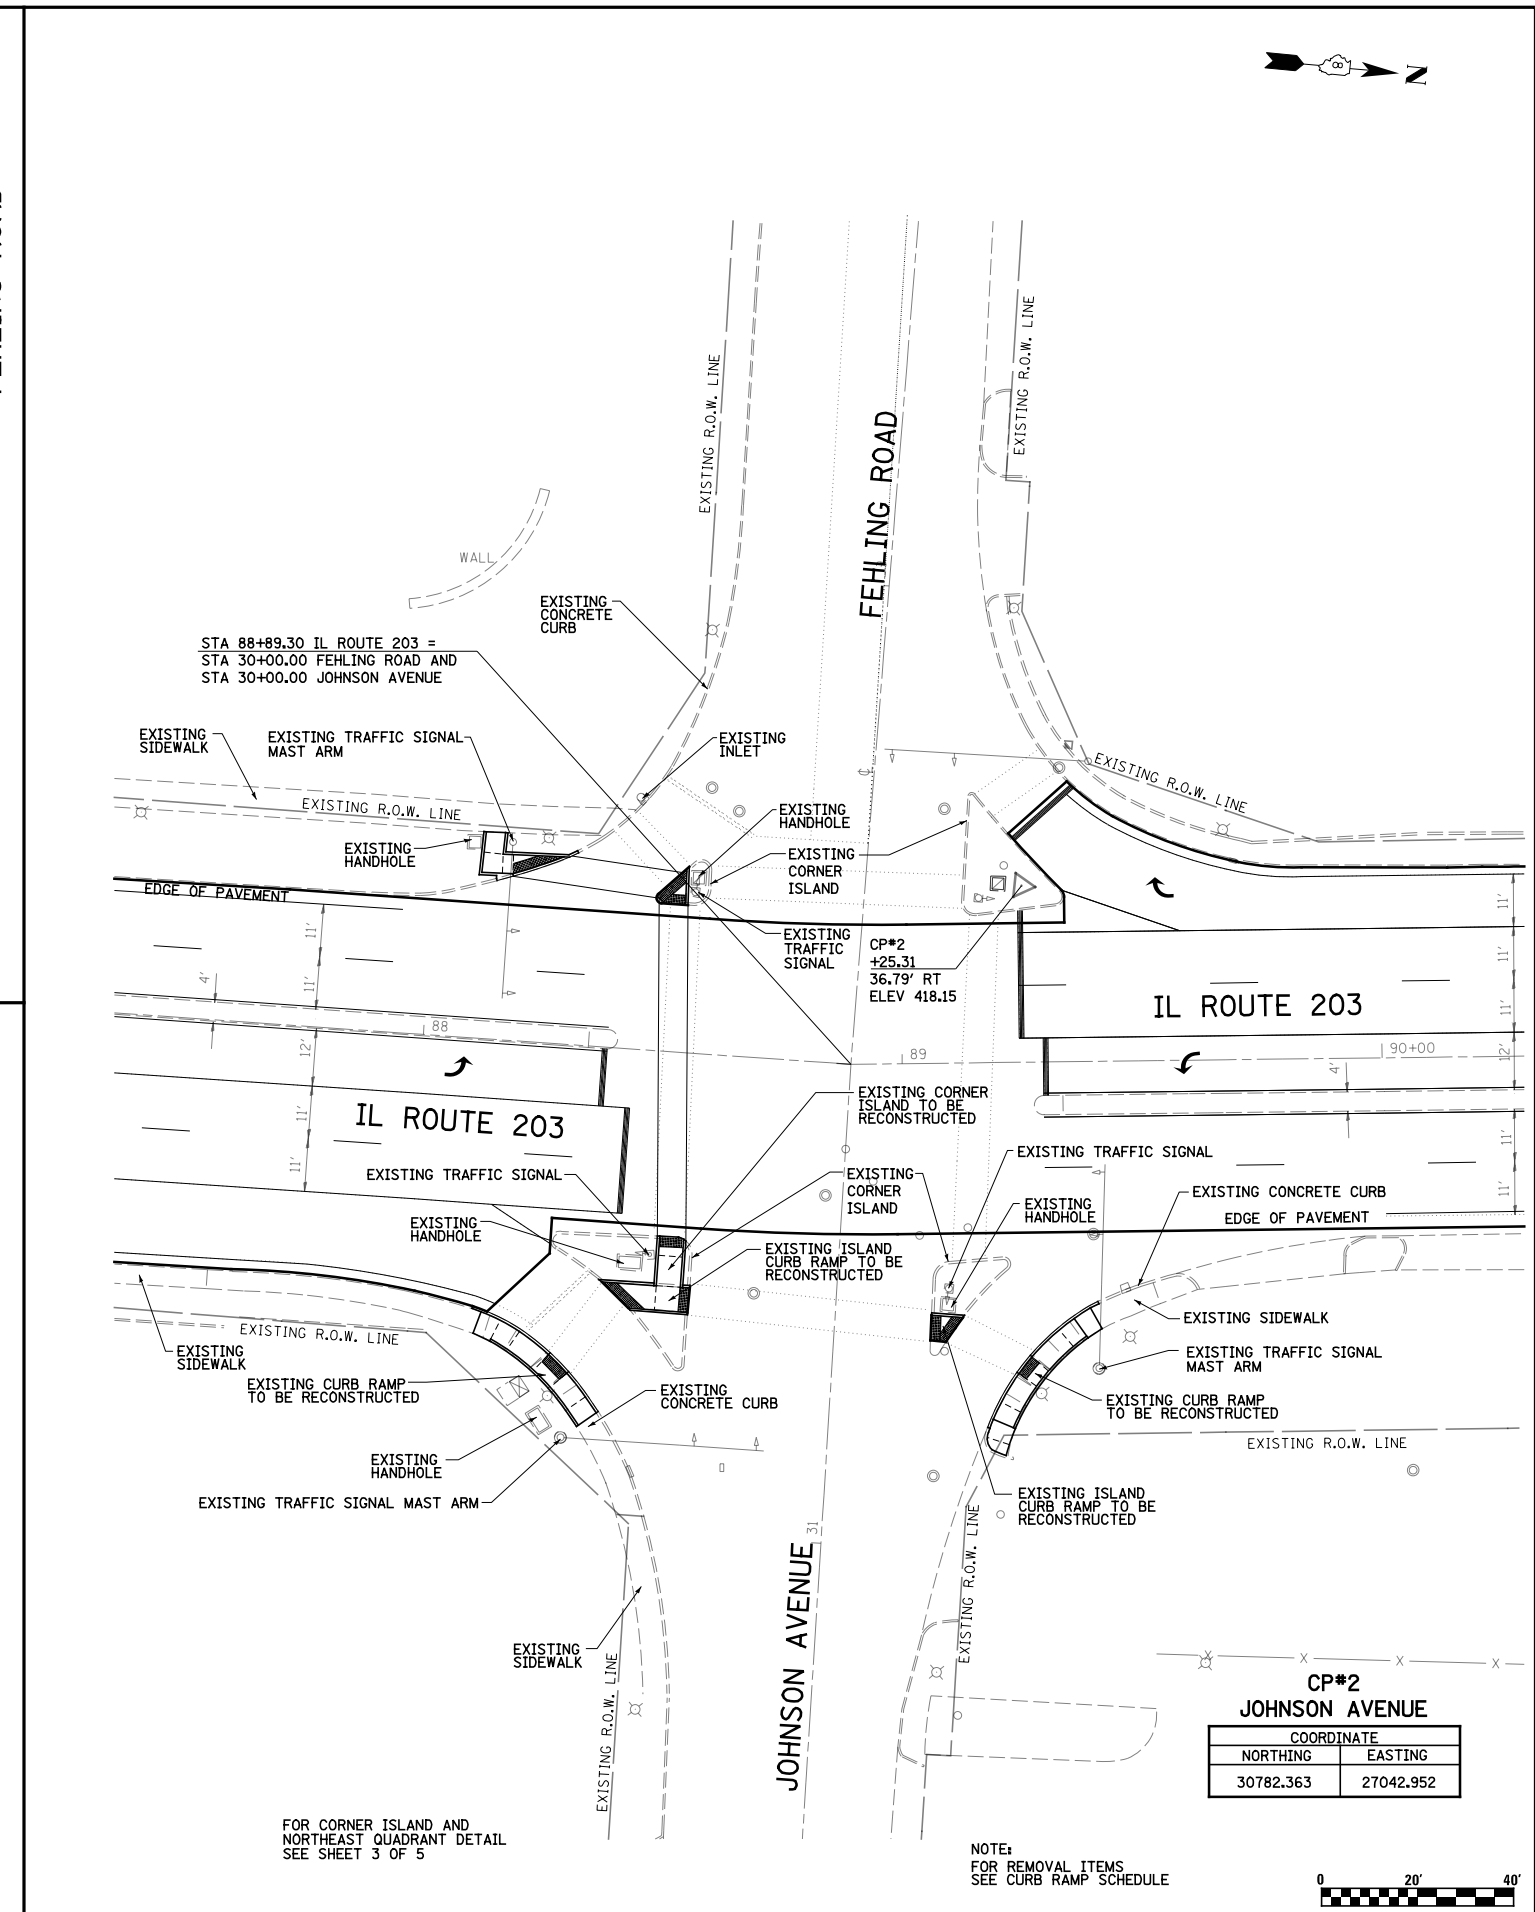 N
8
EXISTING R.O.W. LINE
EXISTING R.O.W. LINE
FEHLING ROAD
WALL
EXISTING
CONCRETE
CURB
STA 88+89.30 IL ROUTE 203 =
STA 30+00.00 FEHLING ROAD AND
STA 30+00.00 JOHNSON AVENUE
EXISTING
SIDEWALK
EXISTING TRAFFIC SIGNAL
MAST ARM
EXISTING
INLET
EXISTING R.O.W. LINE
EXISTING R.O.W. LINE
EXISTING
HANDHOLE
EXISTING
HANDHOLE
EXISTING
CORNER
ISLAND
EDGE OF PAVEMENT
EXISTING
TRAFFIC
SIGNAL
CP#2
+25.31
36.79' RT
ELEV 418.15
11'
11'
4'
12'
11'
11'
88
89
90+00
11'
11'
11'
12'
4'
11'
11'
IL ROUTE 203
IL ROUTE 203
EXISTING CORNER
ISLAND TO BE
RECONSTRUCTED
EXISTING TRAFFIC SIGNAL
EXISTING TRAFFIC SIGNAL
EXISTING
CORNER
ISLAND
EXISTING
HANDHOLE
EXISTING CONCRETE CURB
EXISTING
HANDHOLE
EDGE OF PAVEMENT
EXISTING ISLAND
CURB RAMP TO BE
RECONSTRUCTED
EXISTING R.O.W. LINE
EXISTING
SIDEWALK
EXISTING SIDEWALK
EXISTING TRAFFIC SIGNAL
MAST ARM
EXISTING CURB RAMP
TO BE RECONSTRUCTED
EXISTING
CONCRETE CURB
EXISTING CURB RAMP
TO BE RECONSTRUCTED
EXISTING R.O.W. LINE
EXISTING
HANDHOLE
EXISTING TRAFFIC SIGNAL MAST ARM
EXISTING ISLAND
CURB RAMP TO BE
RECONSTRUCTED
31
JOHNSON AVENUE
EXISTING R.O.W. LINE
EXISTING
SIDEWALK
EXISTING R.O.W. LINE
X X X X
CP#2
JOHNSON AVENUE
COORDINATE
NORTHING EASTING
30782.363 27042.952
FOR CORNER ISLAND AND
NORTHEAST QUADRANT DETAIL
SEE SHEET 3 OF 5
NOTE:
FOR REMOVAL ITEMS
SEE CURB RAMP SCHEDULE
0 20' 40'